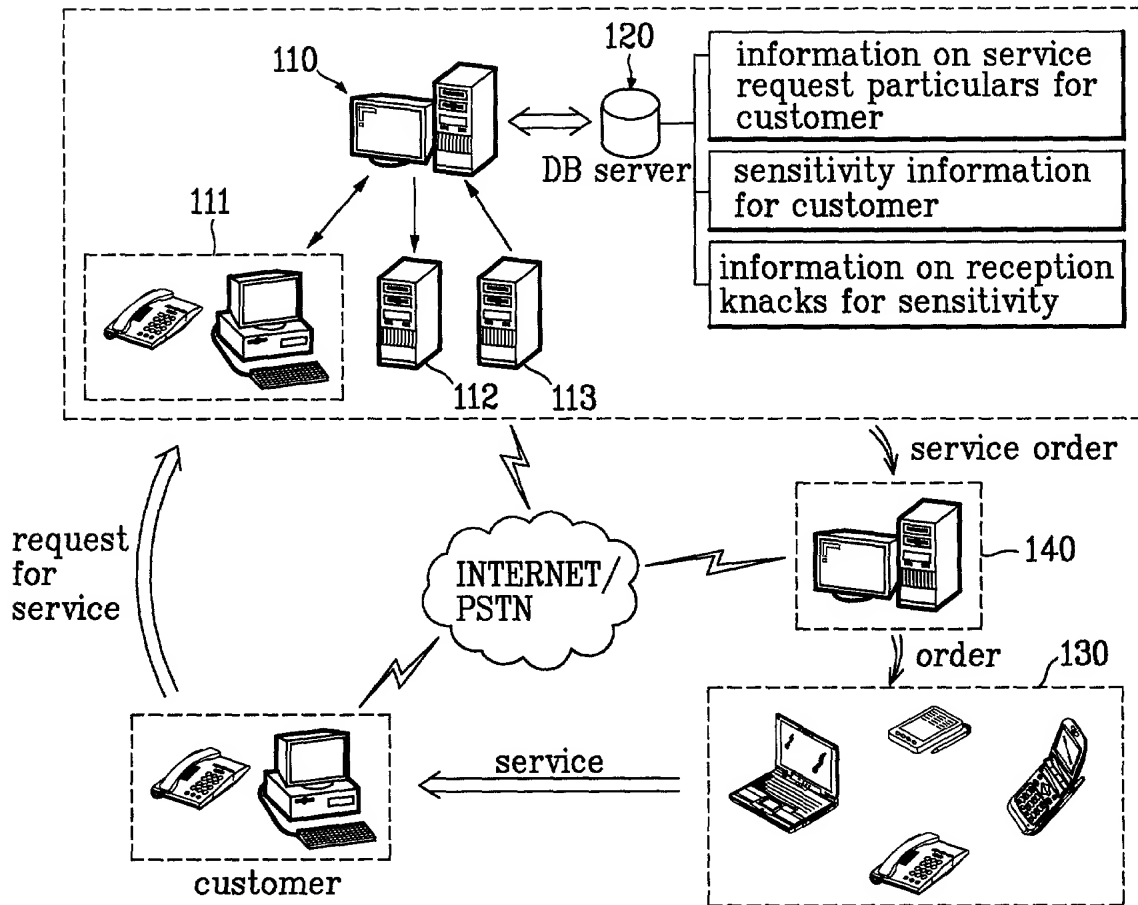 110
120
information on service
request particulars for
customer
DB server
sensitivity information
for customer
information on reception
knacks for sensitivity
111
112
113
service order
request
for
service
INTERNET/
PSTN
140
order
130
service
customer